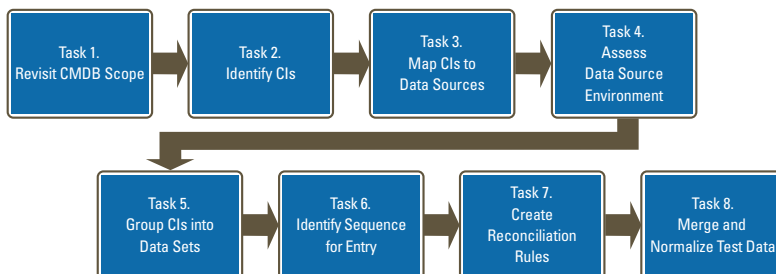 Task 1.
Revisit CMDB Scope
Task 2.
Identify CIs
Task 3.
Map CIs to
Data Sources
Task 4.
Assess
Data Source
Environment
Task 5.
Group CIs into
Data Sets
Task 6.
Identify Sequence
for Entry
Task 7.
Create
Reconciliation
Rules
Task 8.
Merge and
Normalize Test Data